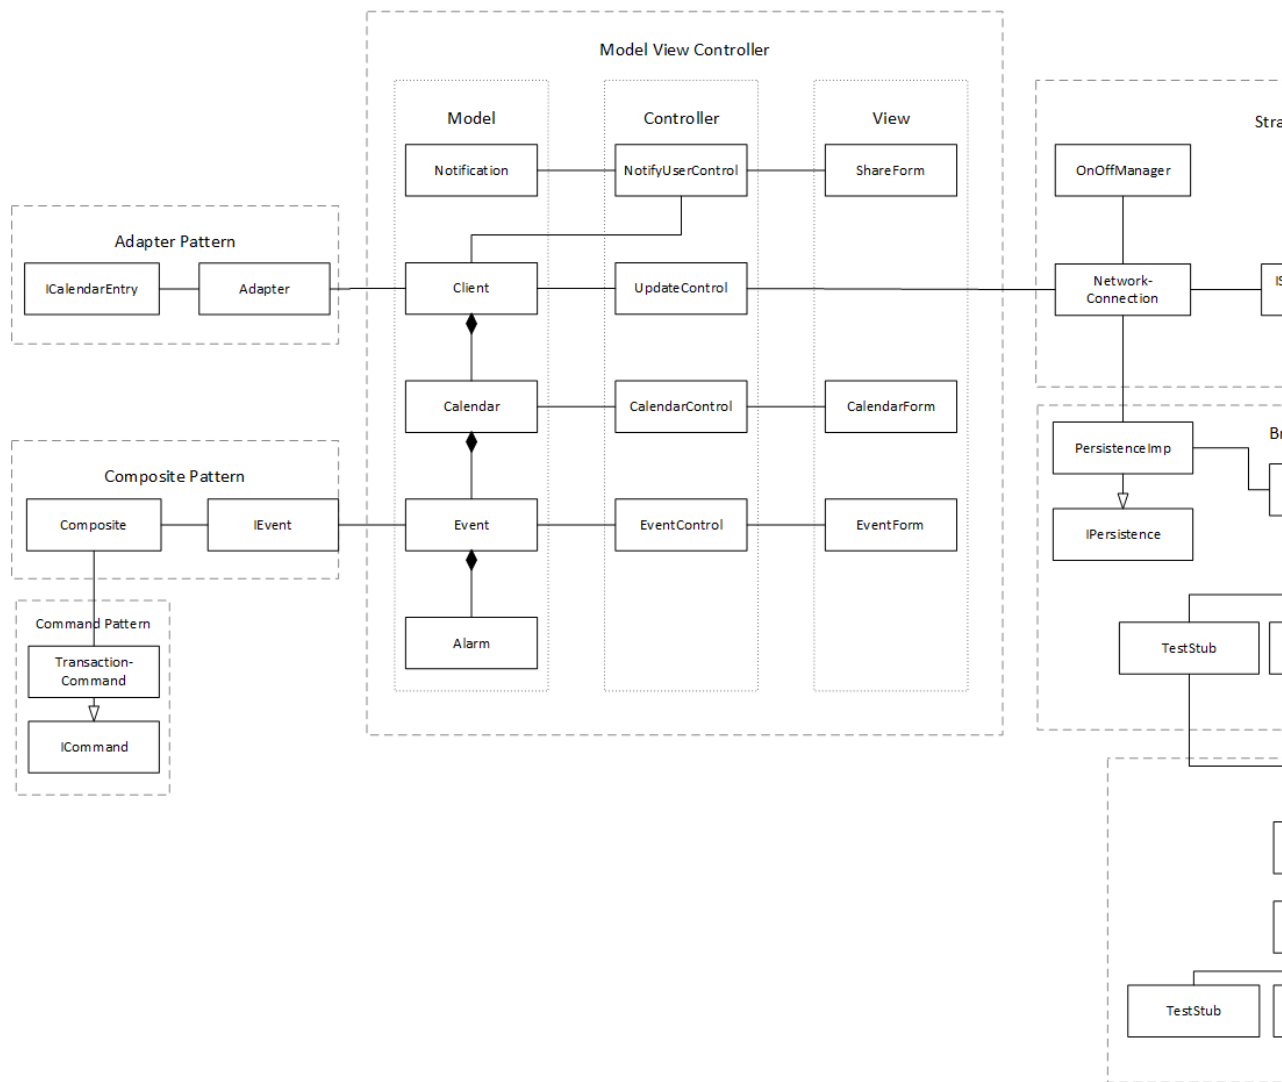 Model View Controller
Model
Controller
View
Stra
Notification
NotifyUserControl
ShareForm
OnOffManager
Adapter Pattern
ICalendarEntry
Adapter
Client
UpdateControl
Network-
Connection
IS
Calendar
CalendarControl
CalendarForm
Br
PersistenceImp
Composite Pattern
Composite
IEvent
Event
EventControl
EventForm
IPersistence
Command Pattern
Alarm
TestStub
Transaction-
Command
ICommand
TestStub